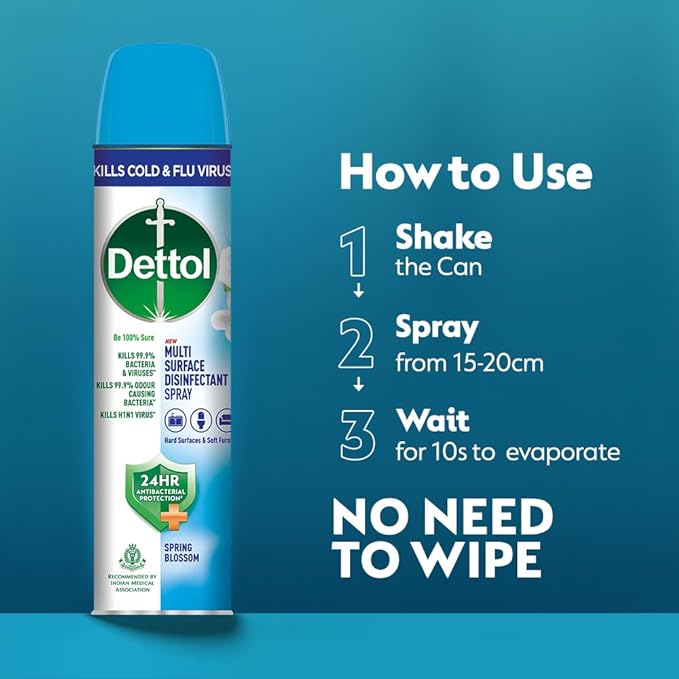 KILLS COLD & FLU VIRUS
Dettol
Be 100% Sure
KILLS 99.9%
BACTERIA
& VIRUSES*
KILLS 99.9% ODOUR
CAUSING
BACTERIA^
KILLS H1N1 VIRUS~
NEW
MULTI
SURFACE
DISINFECTANT
SPRAY
Hard Surfaces & Soft Furn
24HR
ANTIBACTERIAL
PROTECTION#
SPRING
BLOSSOM
RECOMMENDED BY
INDIAN MEDICAL
ASSOCIATION
How to Use
1 Shake
the Can
2 Spray
from 15-20cm
3 Wait
for 10s to evaporate
NO NEED
TO WIPE